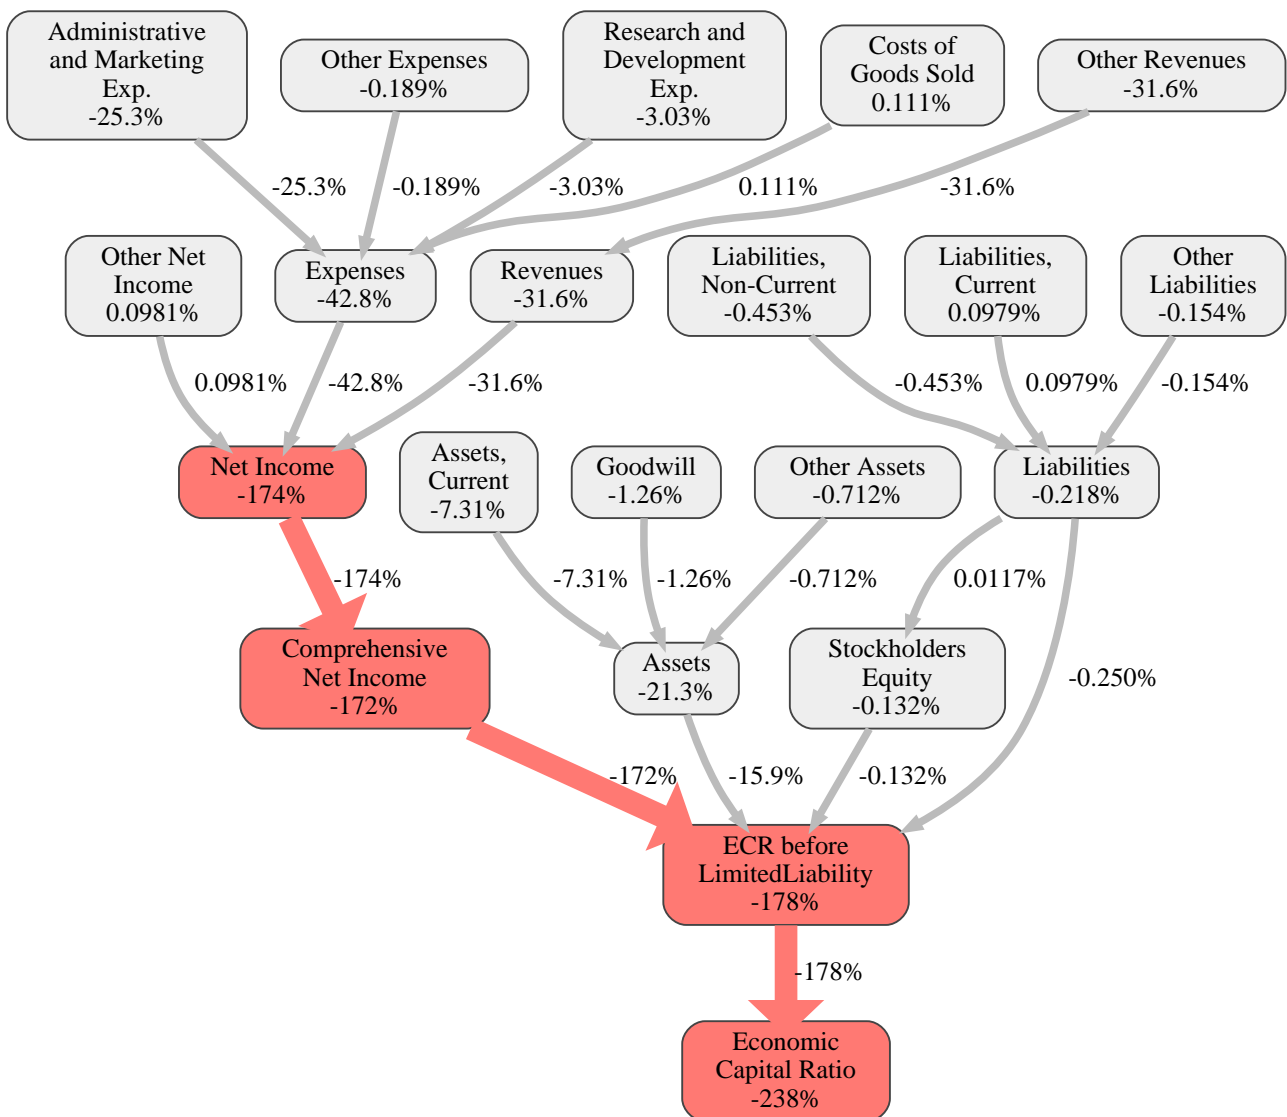 Administrative
and Marketing
Exp.
-25.3%
Other Expenses
-0.189%
Research and
Development
Exp.
-3.03%
Costs of
Goods Sold
0.111%
Other Revenues
-31.6%
-25.3%
-0.189%
-3.03%
0.111%
-31.6%
Other Net
Income
0.0981%
Expenses
-42.8%
Revenues
-31.6%
Liabilities,
Non-Current
-0.453%
Liabilities,
Current
0.0979%
Other
Liabilities
-0.154%
0.0981%
-42.8%
-31.6%
-0.453%
0.0979%
-0.154%
Net Income
-174%
Assets,
Current
-7.31%
Goodwill
-1.26%
Other Assets
-0.712%
Liabilities
-0.218%
-174%
-7.31%
-1.26%
-0.712%
0.0117%
Comprehensive
Net Income
-172%
Assets
-21.3%
Stockholders
Equity
-0.132%
-0.250%
-172%
-15.9%
-0.132%
ECR before
LimitedLiability
-178%
-178%
Economic
Capital Ratio
-238%